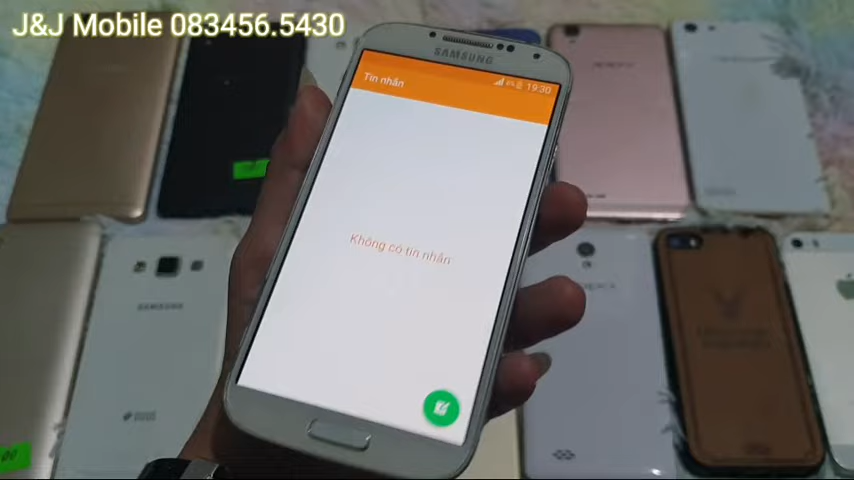 J&J Mobile 083456.5430
SAMSUNG
19:30
Tin nhắn
Không có tin nhắn
SAMSUNG